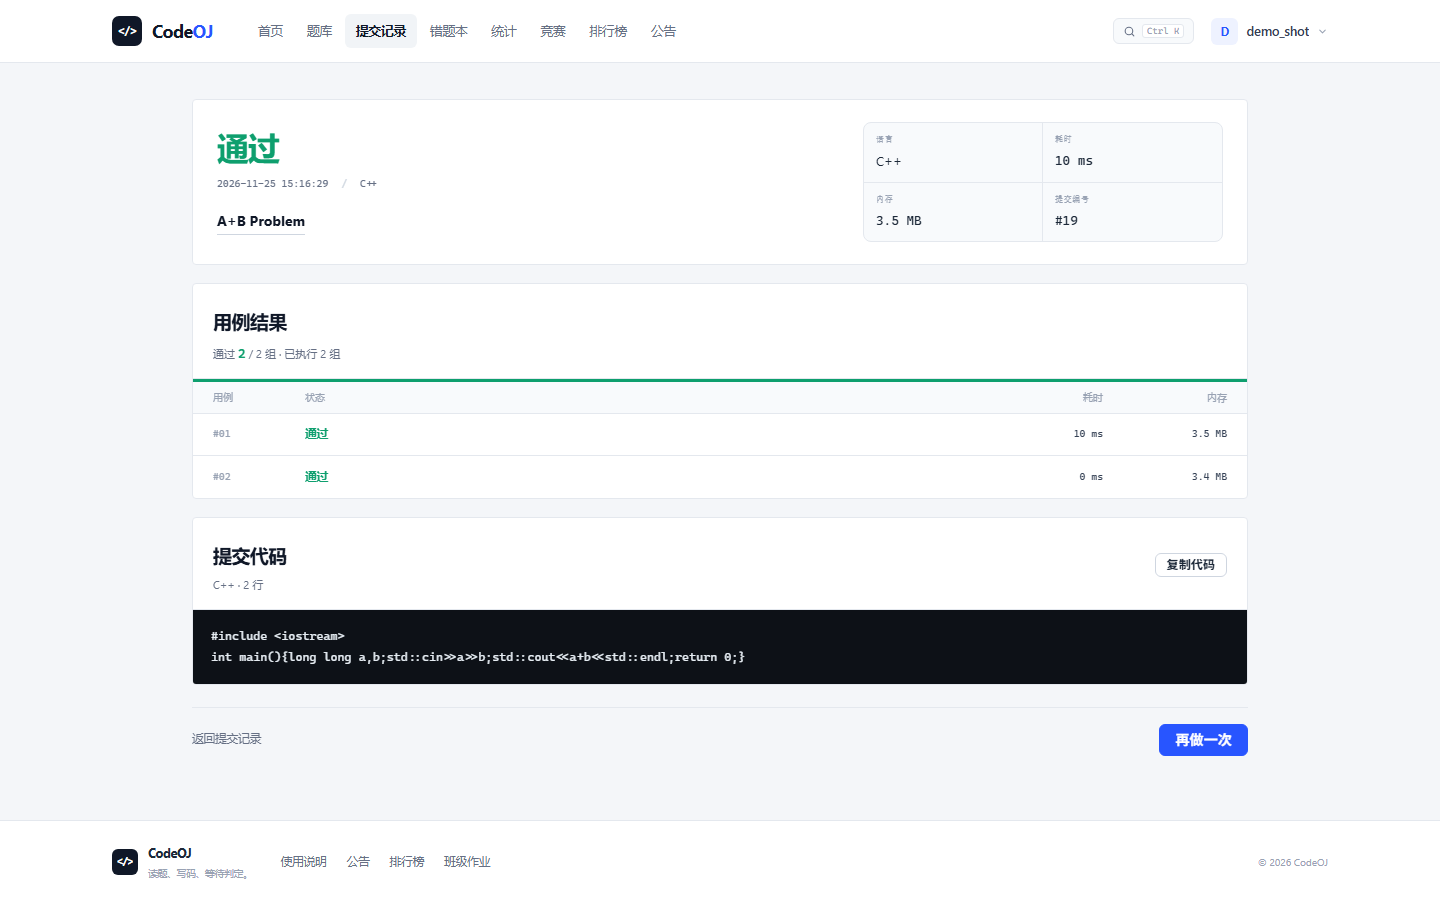 </> CodeOJ 首页 题库 提交记录 错题本 统计 竞赛 排行榜 公告 Ctrl K D demo_shot
通过
2026-11-25 15:16:29 / C++
A+B Problem
语言
C++
耗时
10 ms
内存
3.5 MB
提交编号
#19
用例结果
通过 2 / 2 组 · 已执行 2 组
用例 状态 耗时 内存
#01 通过 10 ms 3.5 MB
#02 通过 0 ms 3.4 MB
提交代码
C++ · 2 行
复制代码
#include <iostream>
int main(){long long a,b;std::cin>>a>>b;std::cout<<a+b<<std::endl;return 0;}
返回提交记录
再做一次
</> CodeOJ
读题、写码、等待判定。
使用说明 公告 排行榜 班级作业
© 2026 CodeOJ